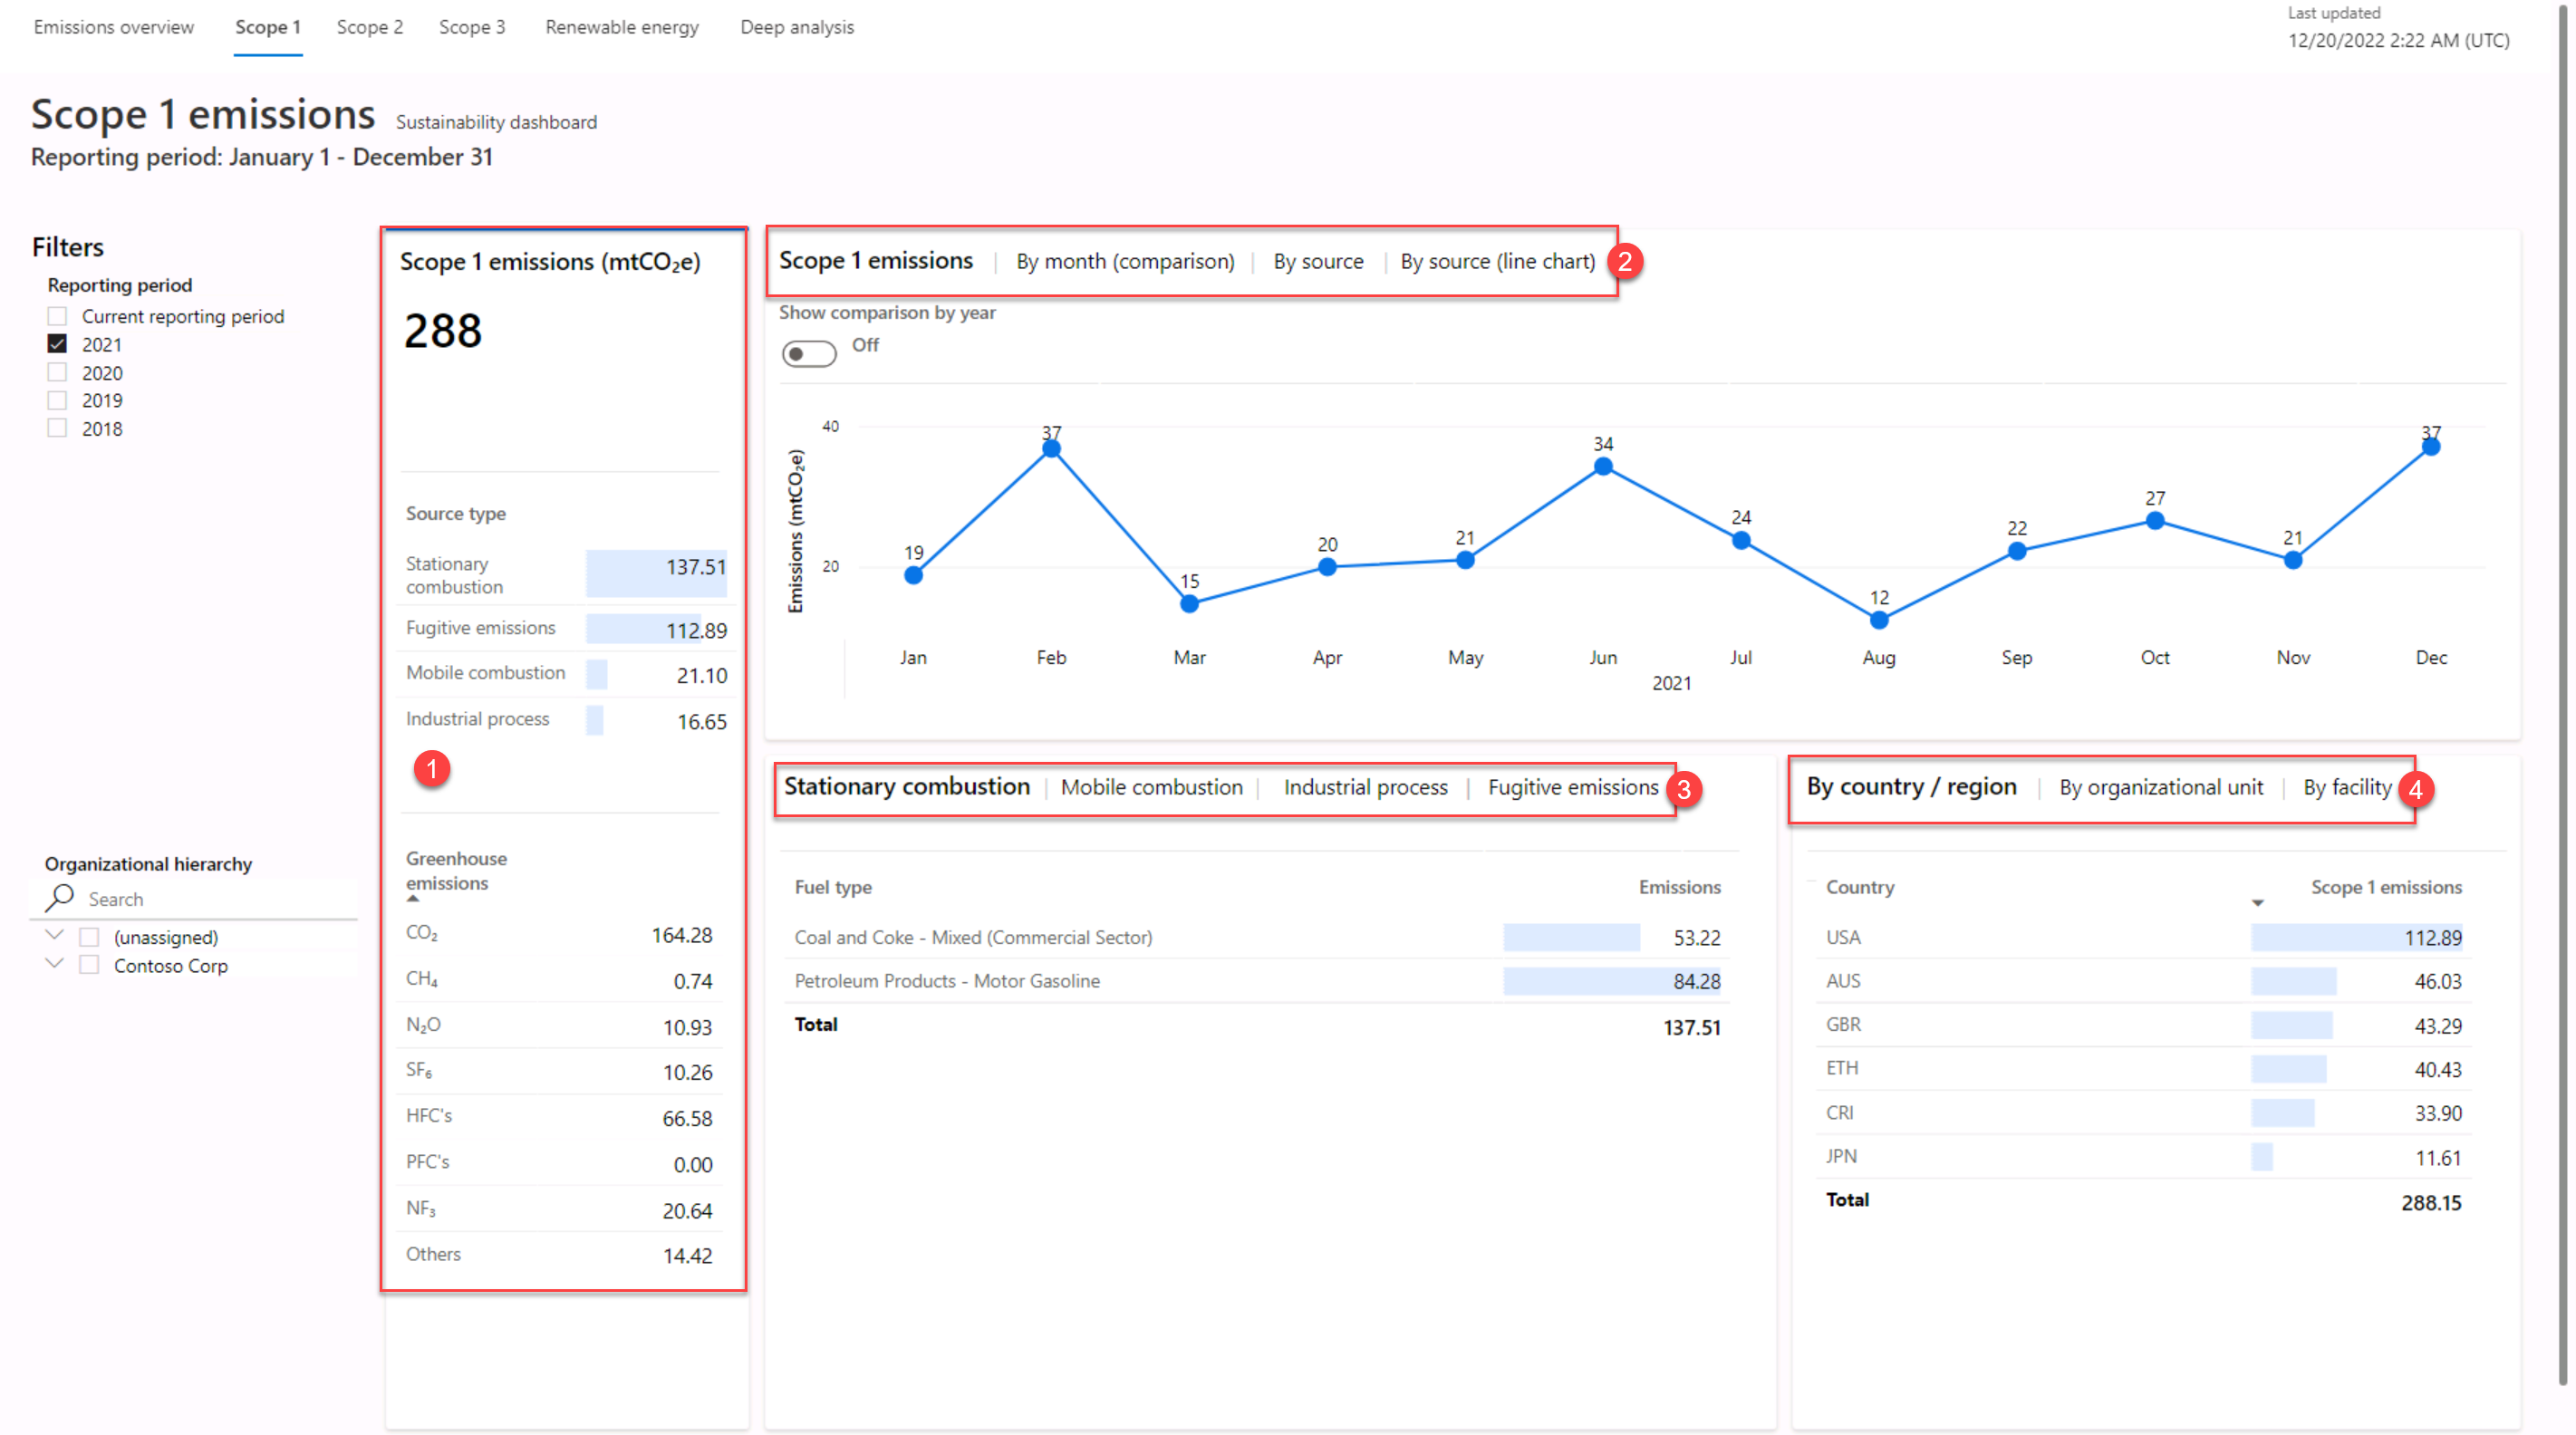 Emissions overview Scope 1 Scope 2 Scope 3 Renewable energy Deep analysis
Last updated
12/20/2022 2:22 AM (UTC)
Scope 1 emissions Sustainability dashboard
Reporting period: January 1 - December 31
Filters
Reporting period
Current reporting period
2021
2020
2019
2018
Organizational hierarchy
Search
(unassigned)
Contoso Corp
Scope 1 emissions (mtCO₂e)
288
Source type
Stationary
combustion 137.51
Fugitive emissions 112.89
Mobile combustion 21.10
Industrial process 16.65
1
Greenhouse
emissions
CO₂ 164.28
CH₄ 0.74
N₂O 10.93
SF₆ 10.26
HFC's 66.58
PFC's 0.00
NF₃ 20.64
Others 14.42
Scope 1 emissions | By month (comparison) | By source | By source (line chart) 2
Show comparison by year
Off
Emissions (mtCO₂e)
40
20
19 37 15 20 21 34 24 12 22 27 21 37
Jan Feb Mar Apr May Jun Jul Aug Sep Oct Nov Dec
2021
Stationary combustion | Mobile combustion | Industrial process | Fugitive emissions 3
Fuel type Emissions
Coal and Coke - Mixed (Commercial Sector) 53.22
Petroleum Products - Motor Gasoline 84.28
Total 137.51
By country / region | By organizational unit | By facility 4
Country Scope 1 emissions
USA 112.89
AUS 46.03
GBR 43.29
ETH 40.43
CRI 33.90
JPN 11.61
Total 288.15